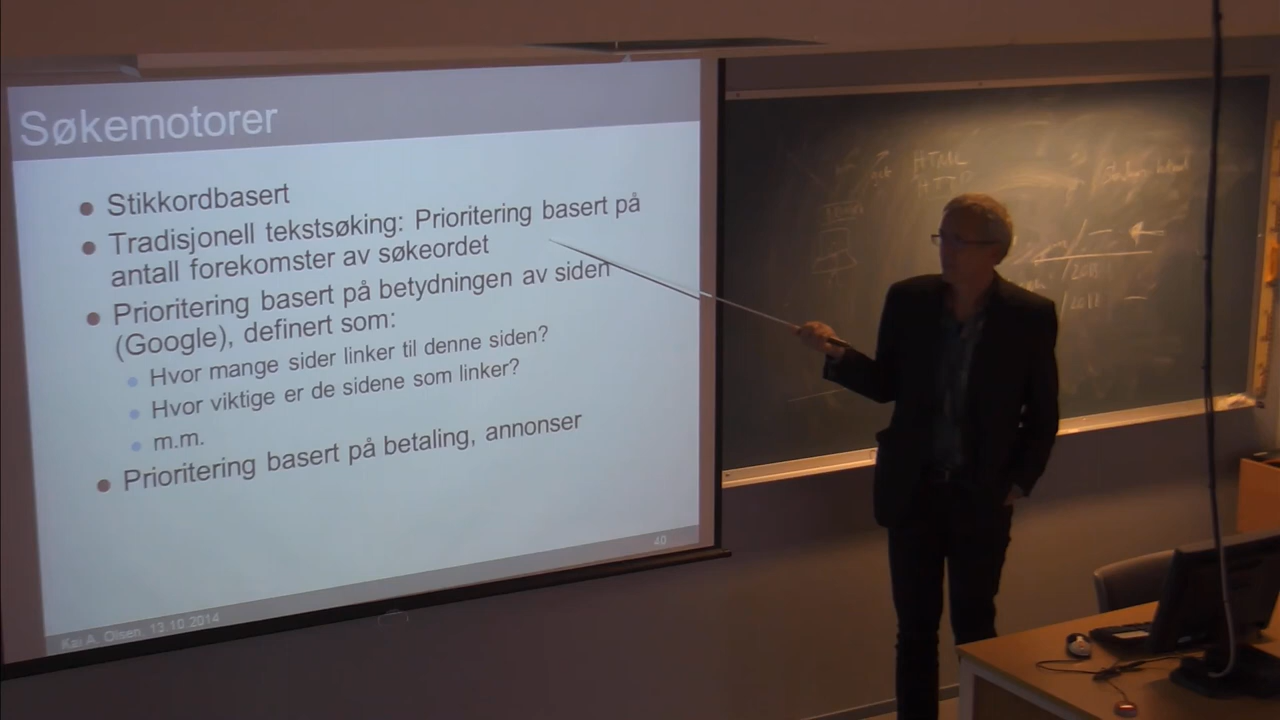 Søkemotorer
Stikkordbasert
Tradisjonell tekstsøking: Prioritering basert på
antall forekomster av søkeordet
Prioritering basert på betydningen av siden
(Google), definert som:
Hvor mange sider linker til denne siden?
Hvor viktige er de sidene som linker?
m.m.
Prioritering basert på betaling, annonser
40
Kai A. Olsen, 13.10.2014
HTML
HTTP